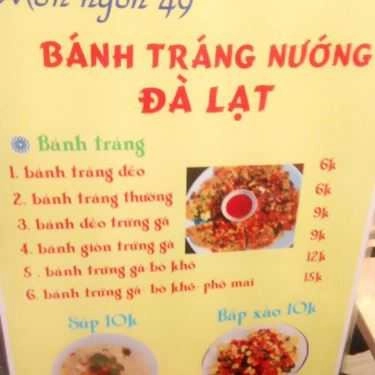 Món ngon 49
BÁNH TRÁNG NƯỚNG
ĐÀ LẠT
Bánh tráng
1. bánh tráng dẻo 6k
2. bánh tráng thường 6k
3. bánh dẻo trứng gà 9k
4. bánh giòn trứng gà 9k
5. bánh trứng gà bò khô 12k
6. bánh trứng gà- bò khô- phô mai 15k
Súp 10k Bắp xào 10k